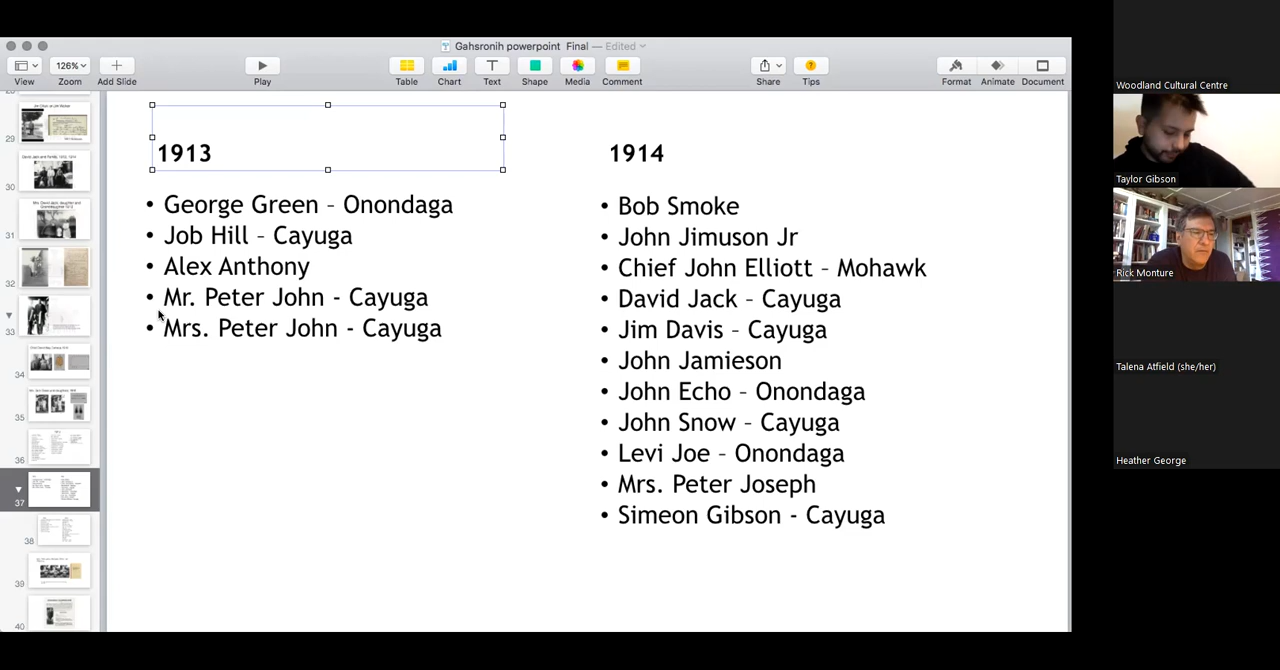 Gahsronih powerpoint Final — Edited
126%
View
Zoom
Add Slide
Play
Table
Chart
Text
Shape
Media
Comment
Share
Tips
Format
Animate
Document
29
30
31
32
33
34
35
36
37
38
39
40
1913
George Green – Onondaga
Job Hill – Cayuga
Alex Anthony
Mr. Peter John - Cayuga
Mrs. Peter John - Cayuga
1914
Bob Smoke
John Jimuson Jr
Chief John Elliott – Mohawk
David Jack – Cayuga
Jim Davis – Cayuga
John Jamieson
John Echo – Onondaga
John Snow – Cayuga
Levi Joe – Onondaga
Mrs. Peter Joseph
Simeon Gibson - Cayuga
Woodland Cultural Centre
Taylor Gibson
Rick Monture
Talena Atfield (she/her)
Heather George